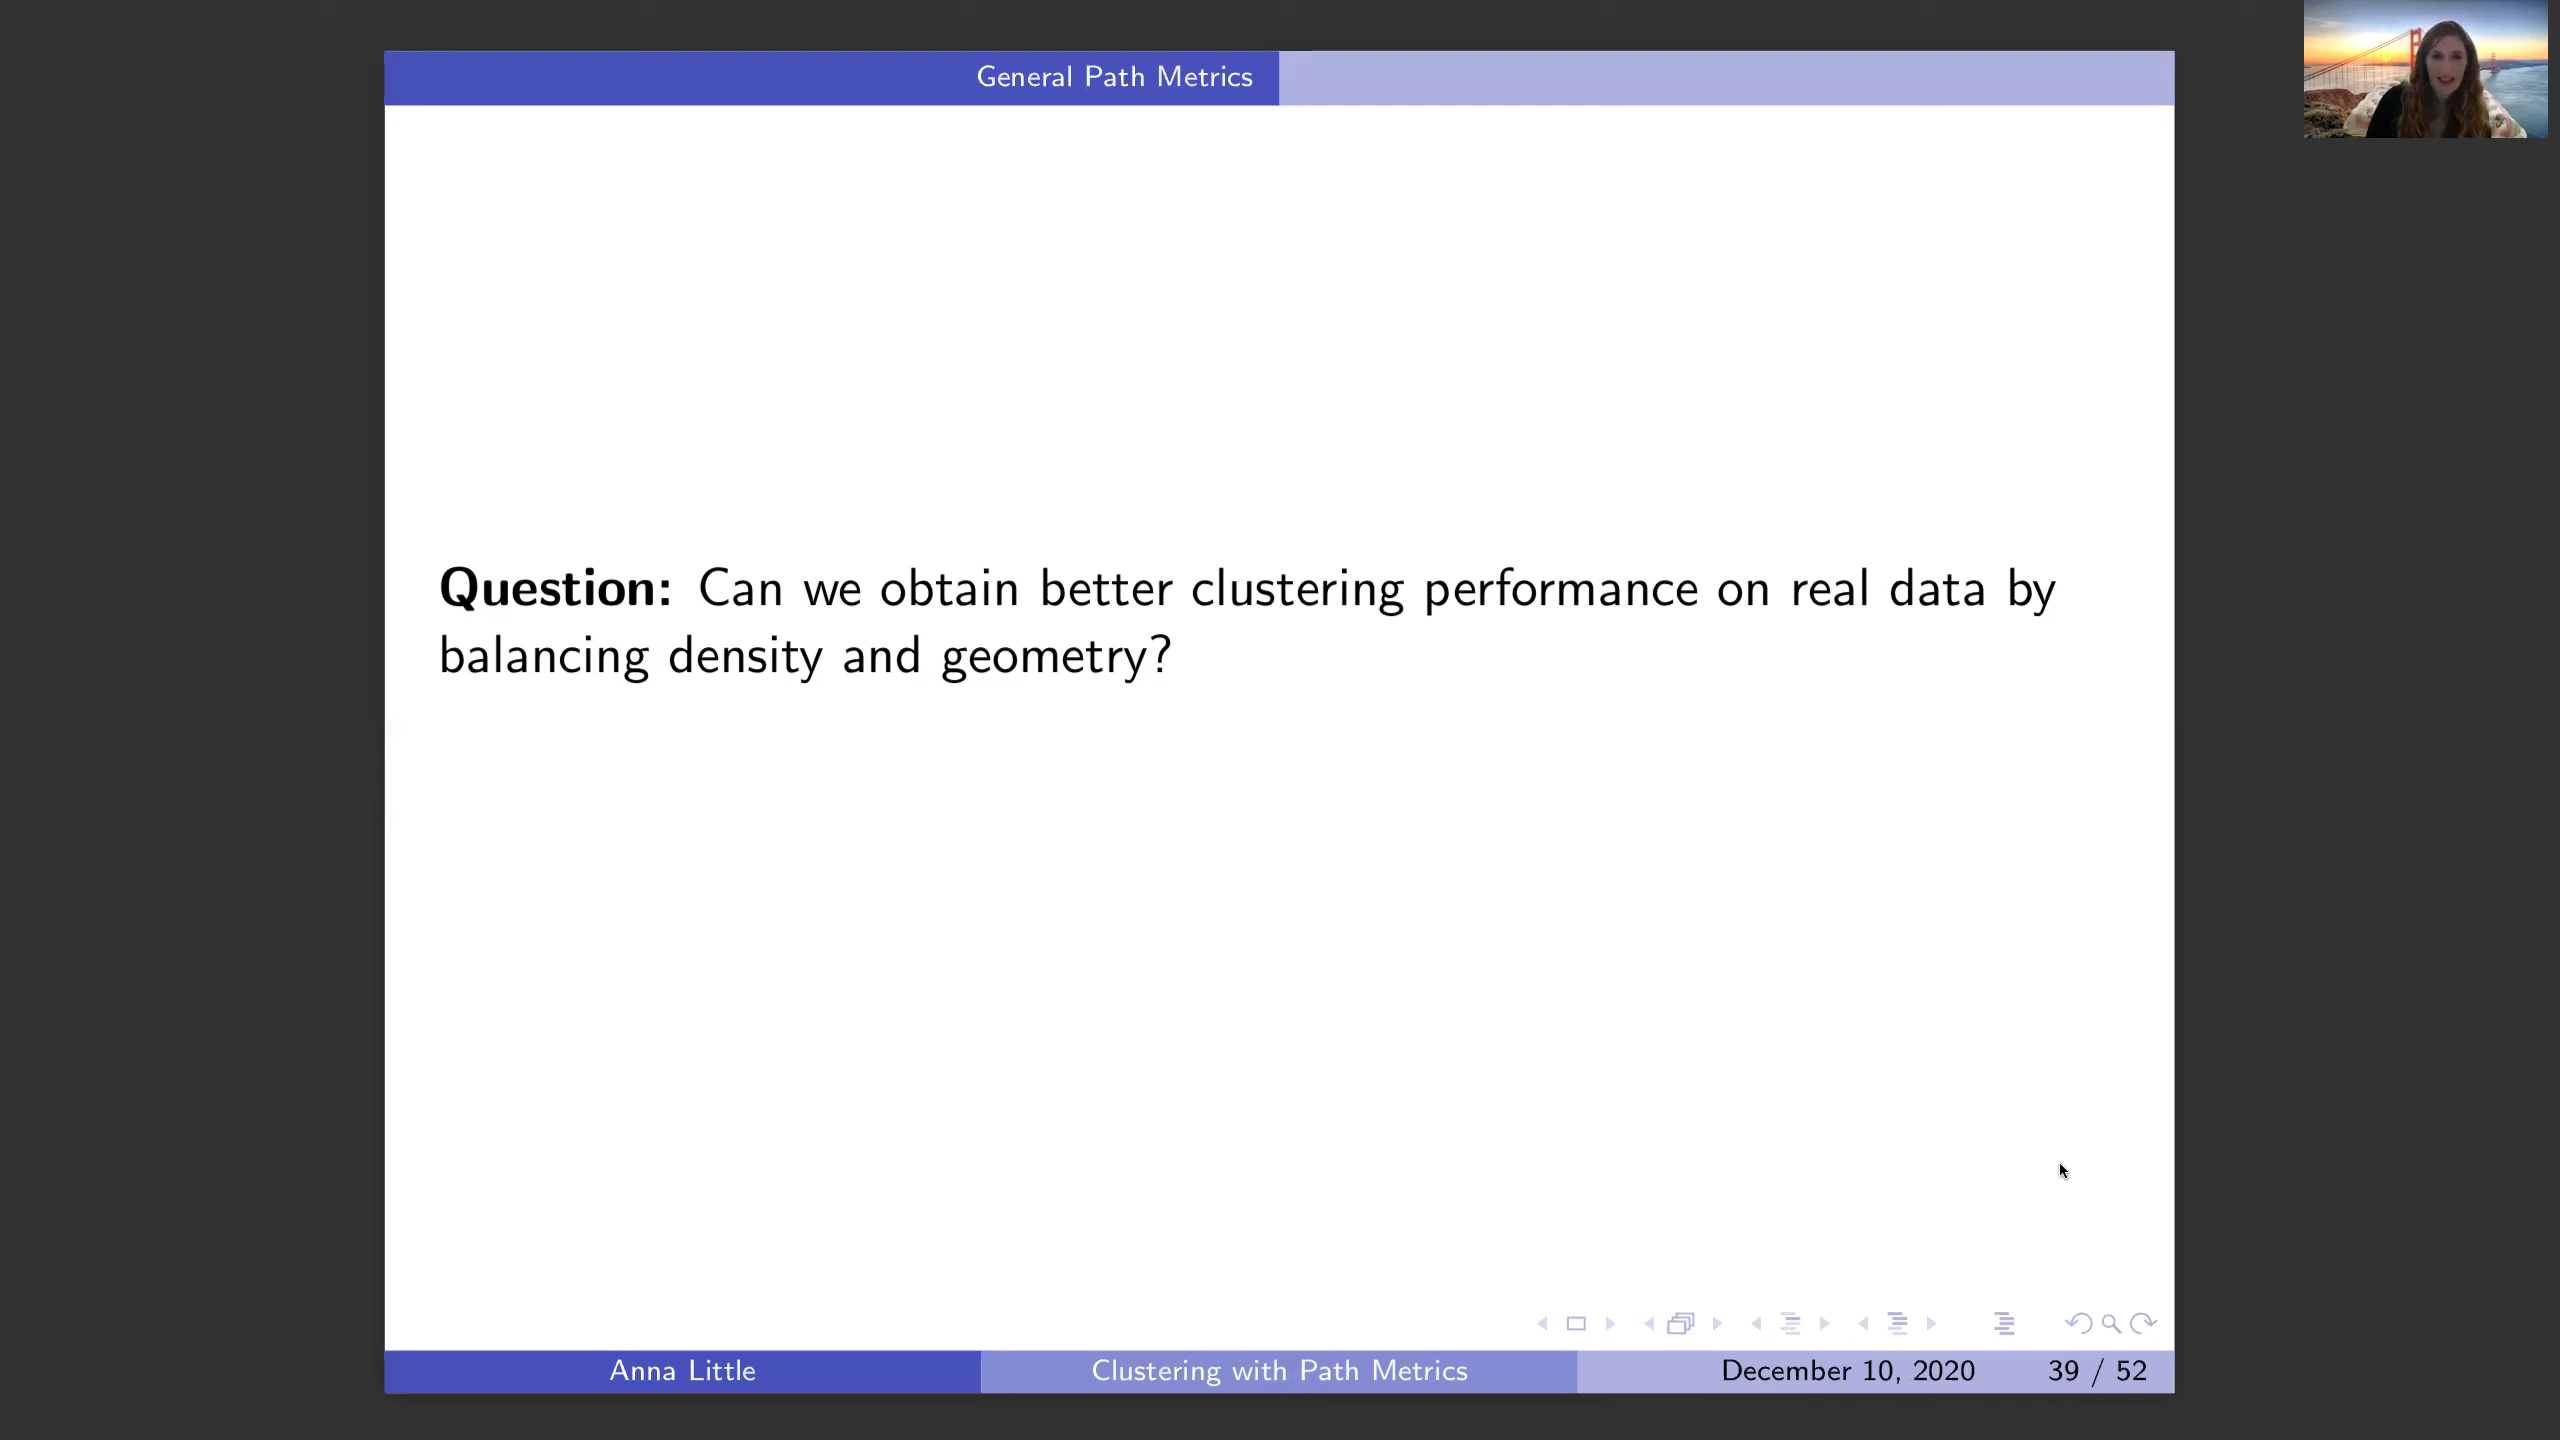 General Path Metrics
Question: Can we obtain better clustering performance on real data by
balancing density and geometry?
Anna Little
Clustering with Path Metrics
December 10, 2020
39 / 52